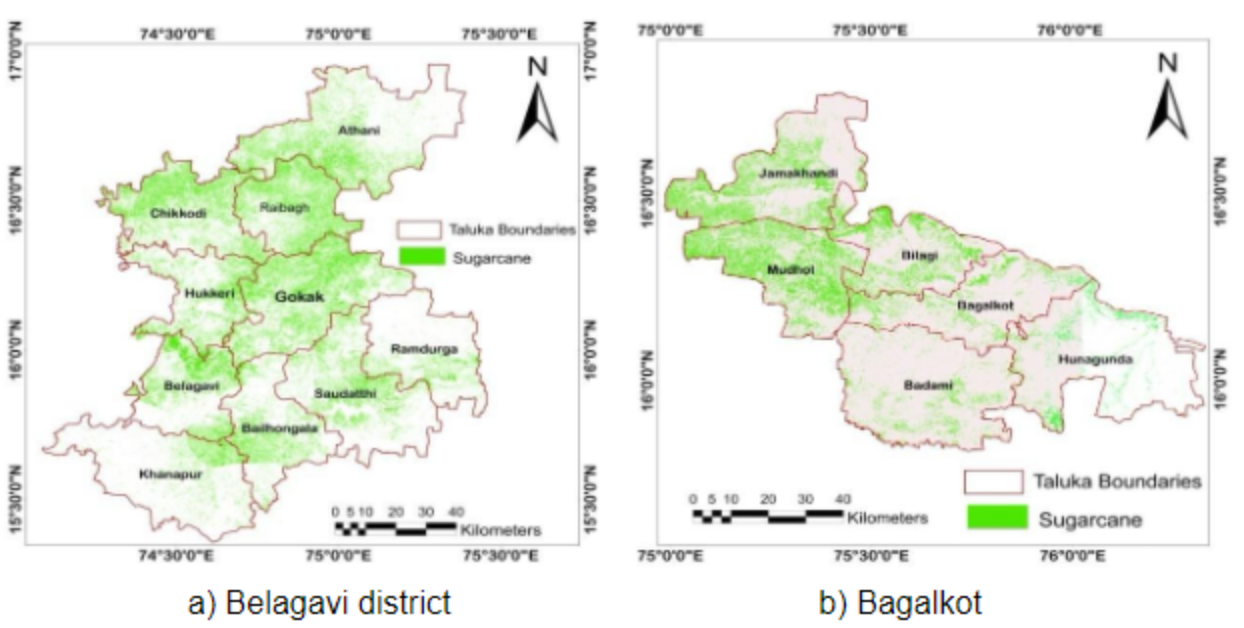 74°30'0"E 75°0'0"E 75°30'0"E
17°0'0"N
16°30'0"N
16°0'0"N
15°30'0"N
N
Athani
Chikkodi
Raibagh
Hukkeri
Gokak
Ramdurga
Belagavi
Saudatthi
Bailhongala
Khanapur
Taluka Boundaries
Sugarcane
0 5 10 20 30 40
Kilometers
17°0'0"N
16°30'0"N
16°0'0"N
15°30'0"N
74°30'0"E 75°0'0"E 75°30'0"E
a) Belagavi district
75°0'0"E 75°30'0"E 76°0'0"E
16°30'0"N
16°0'0"N
N
Jamakhandi
Mudhol
Bilagi
Bagalkot
Hunagunda
Badami
Taluka Boundaries
Sugarcane
0 5 10 20 30 40
Kilometers
16°30'0"N
16°0'0"N
75°0'0"E 75°30'0"E 76°0'0"E
b) Bagalkot